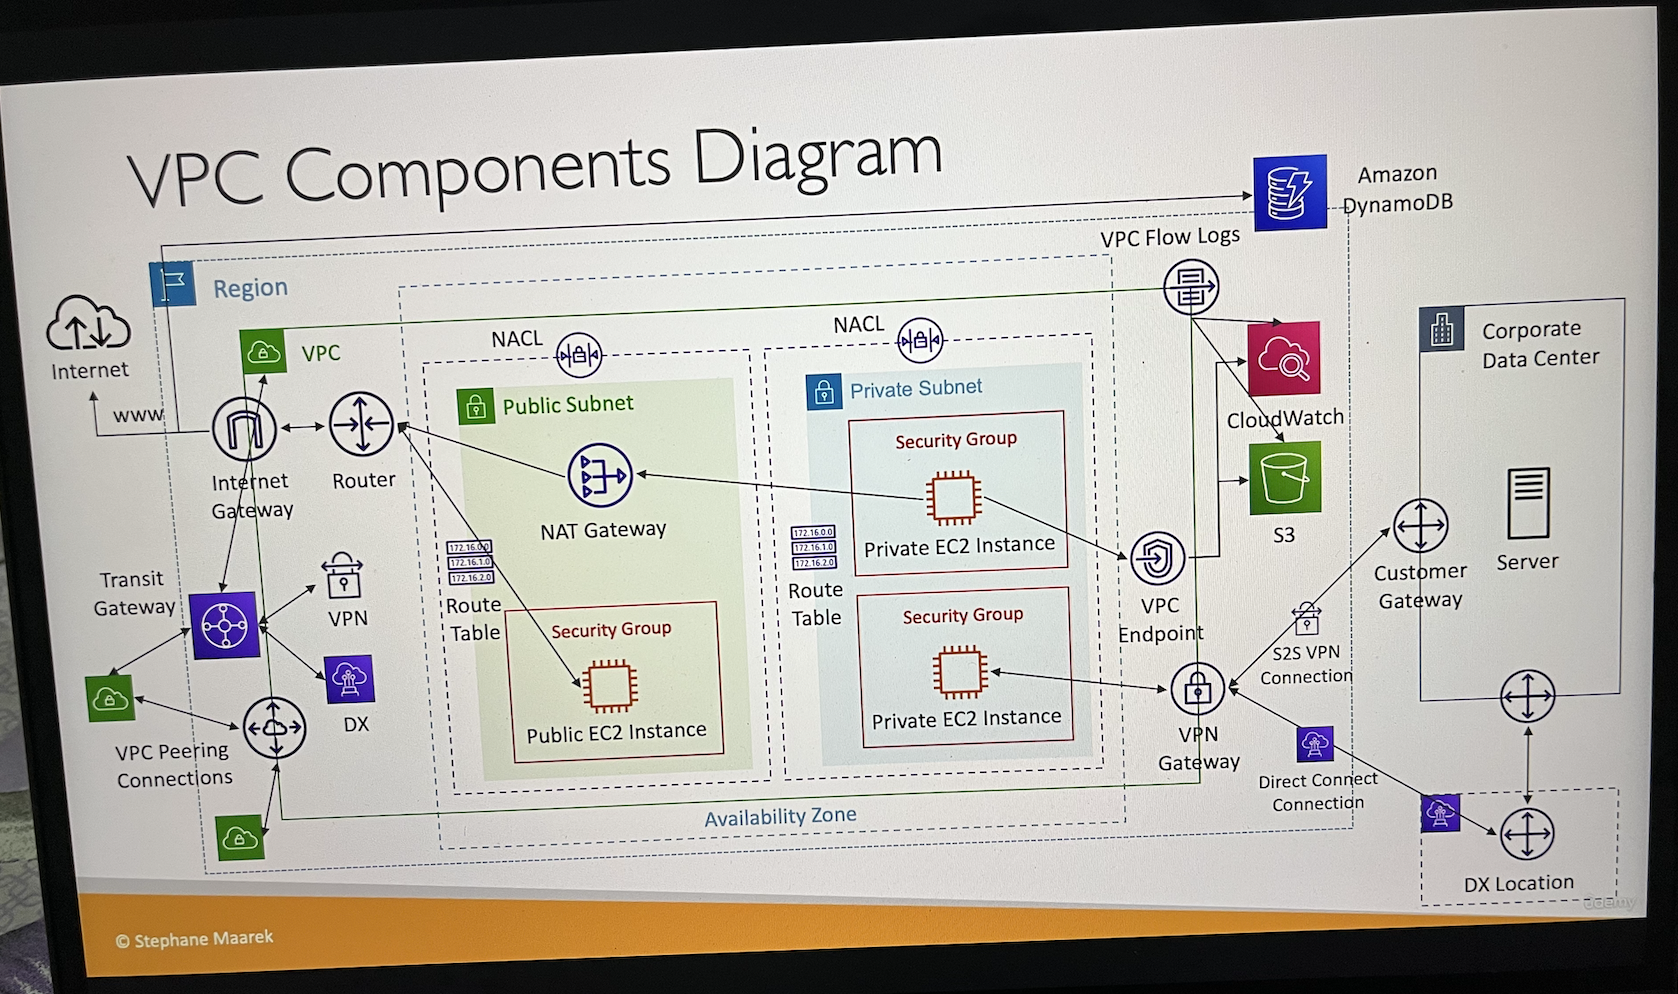 VPC Components Diagram
Amazon
DynamoDB
VPC Flow Logs
Region
Internet
www
VPC
NACL
NACL
Corporate
Data Center
Public Subnet
Private Subnet
Security Group
CloudWatch
Internet
Gateway
Router
NAT Gateway
Private EC2 Instance
S3
172.16.0.0
172.16.1.0
172.16.2.0
Route
Table
172.16.0.0
172.16.1.0
172.16.2.0
Route
Table
Customer
Gateway
Server
Transit
Gateway
VPN
VPC
Endpoint
Security Group
Public EC2 Instance
Security Group
Private EC2 Instance
S2S VPN
Connection
DX
VPC Peering
Connections
VPN
Gateway
Direct Connect
Connection
Availability Zone
DX Location
udemy
© Stephane Maarek